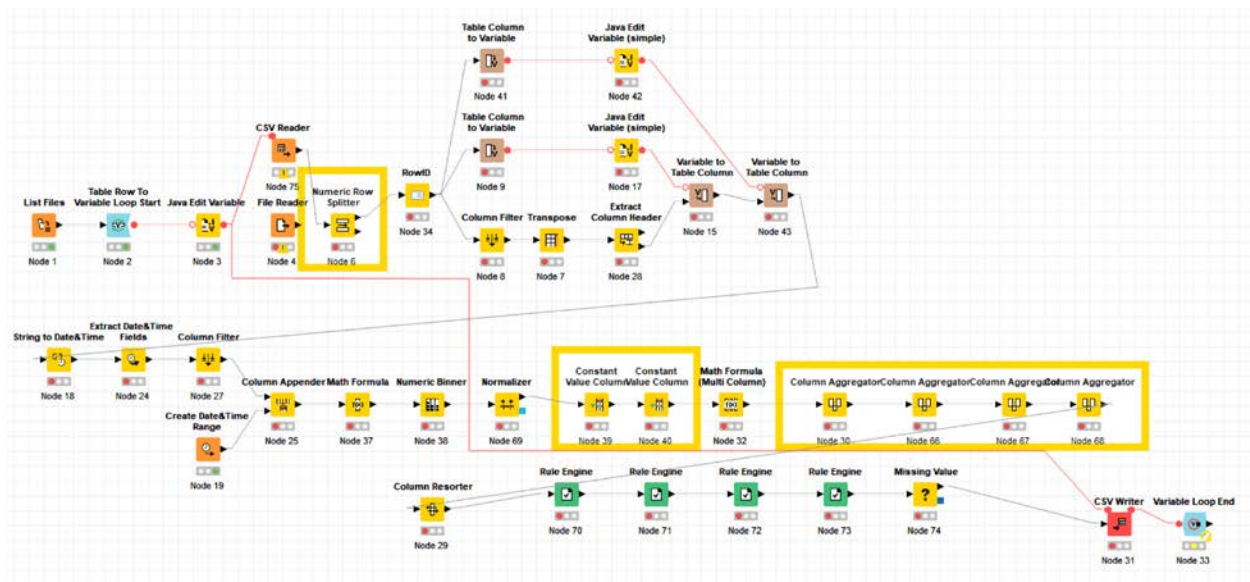 Table Column
to Variable
Node 41
Java Edit
Variable (simple)
Node 42
CSV Reader
Node 75
Table Column
to Variable
Node 9
Java Edit
Variable (simple)
Node 17
Variable to
Table Column
Node 15
Variable to
Table Column
Node 43
List Files
Node 1
Table Row To
Variable Loop Start
Node 2
Java Edit Variable
Node 3
File Reader
Node 4
Numeric Row
Splitter
Node 6
RowID
Node 34
Column Filter
Node 8
Transpose
Node 7
Extract
Column Header
Node 28
String to Date&Time
Node 18
Extract Date&Time
Fields
Node 24
Column Filter
Node 27
Create Date&Time
Range
Node 19
Column Appender
Node 25
Math Formula
Node 37
Numeric Binner
Node 38
Normalizer
Node 69
Constant
Value Column
Node 39
Constant
Value Column
Node 40
Math Formula
(Multi Column)
Node 32
Column Aggregator
Node 30
Column Aggregator
Node 66
Column Aggregator
Node 67
Column Aggregator
Node 68
Column Resorter
Node 29
Rule Engine
Node 70
Rule Engine
Node 71
Rule Engine
Node 72
Rule Engine
Node 73
Missing Value
?
Node 74
CSV Writer
Node 31
Variable Loop End
Node 33